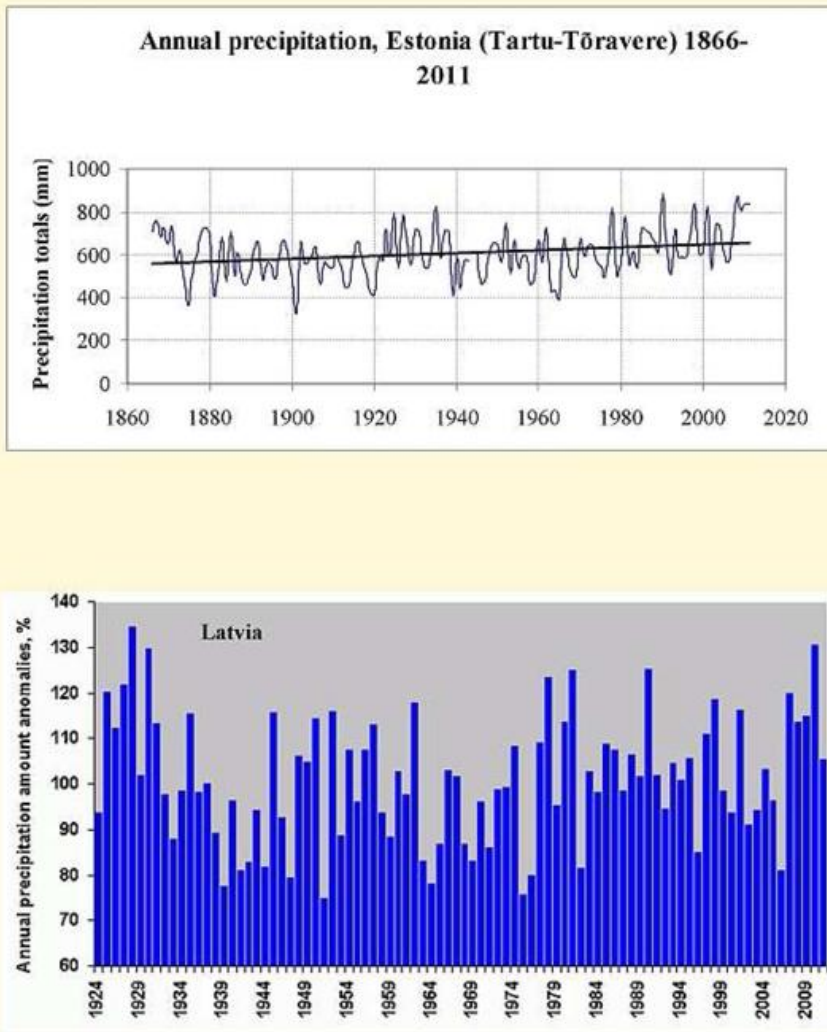 Annual precipitation, Estonia (Tartu-Tõravere) 1866-
2011
Precipitation totals (mm)
1000
800
600
400
200
0
1860 1880 1900 1920 1940 1960 1980 2000 2020
Latvia
Annual precipitation amount anomalies, %
140
130
120
110
100
90
80
70
60
1924 1929 1934 1939 1944 1949 1954 1959 1964 1969 1974 1979 1984 1989 1994 1999 2004 2009